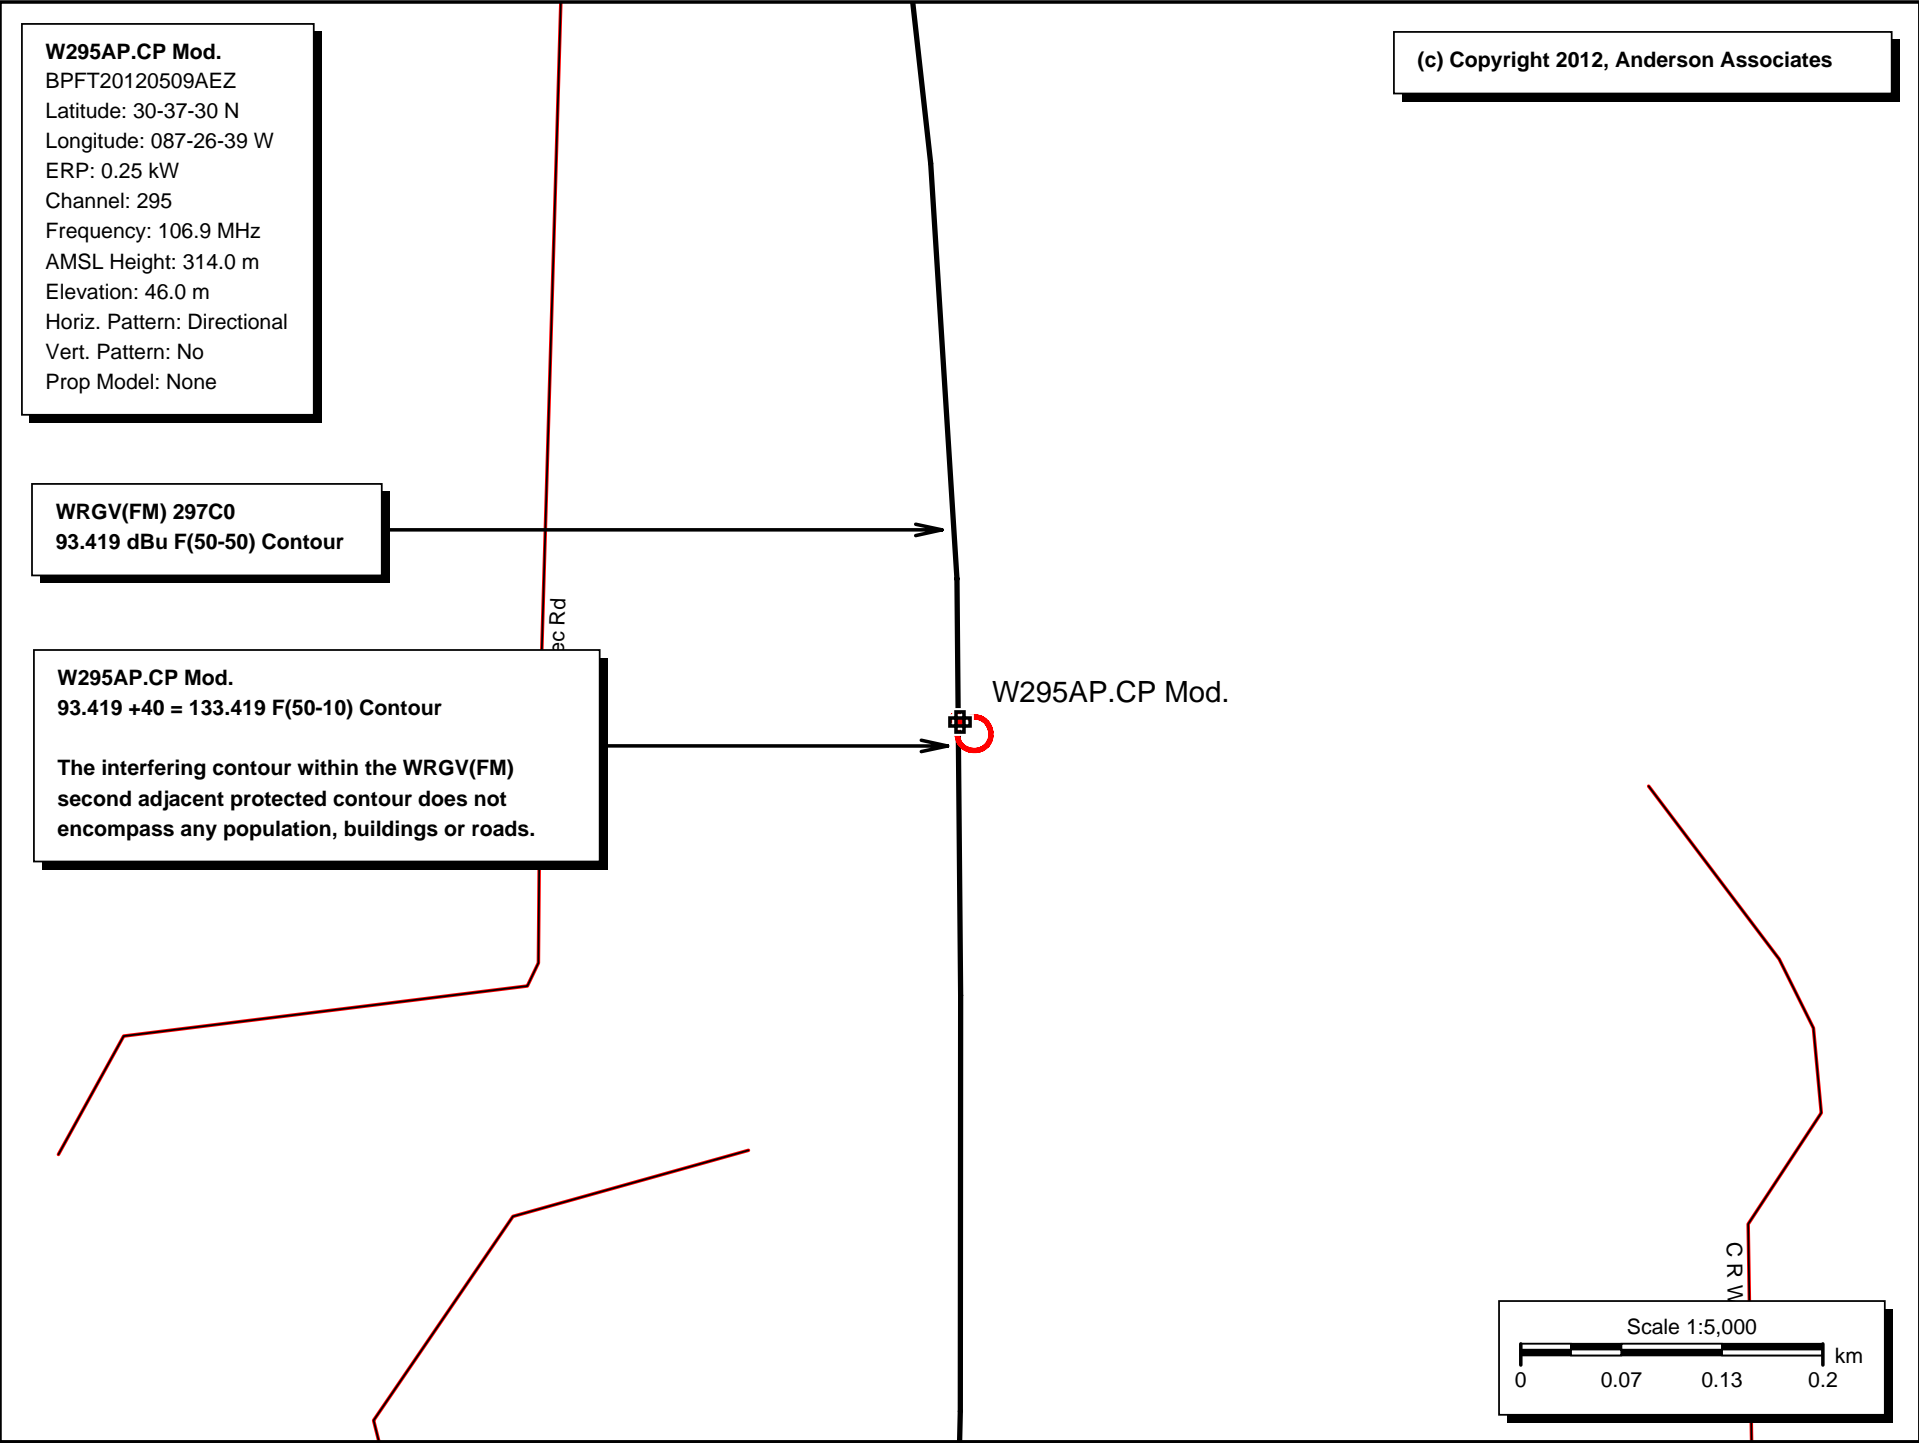 W295AP.CP Mod.
BPFT20120509AEZ
Latitude: 30-37-30 N
Longitude: 087-26-39 W
ERP: 0.25 kW
Channel: 295
Frequency: 106.9 MHz
AMSL Height: 314.0 m
Elevation: 46.0 m
Horiz. Pattern: Directional
Vert. Pattern: No
Prop Model: None
(c) Copyright 2012, Anderson Associates
WRGV(FM) 297C0
93.419 dBu F(50-50) Contour
ec Rd
W295AP.CP Mod.
93.419 +40 = 133.419 F(50-10) Contour
The interfering contour within the WRGV(FM)
second adjacent protected contour does not
encompass any population, buildings or roads.
W295AP.CP Mod.
C R W
Scale 1:5,000
km
0 0.07 0.13 0.2